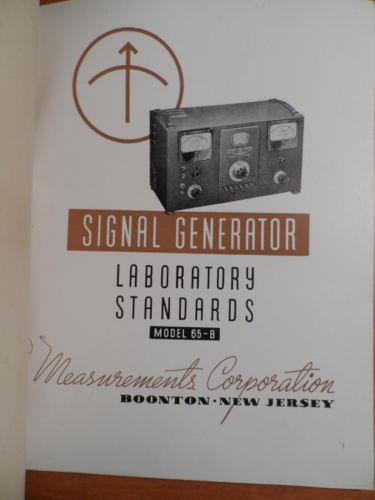 SIGNAL GENERATOR
LABORATORY
STANDARDS
MODEL 65-B
Measurements Corporation
BOONTON · NEW JERSEY